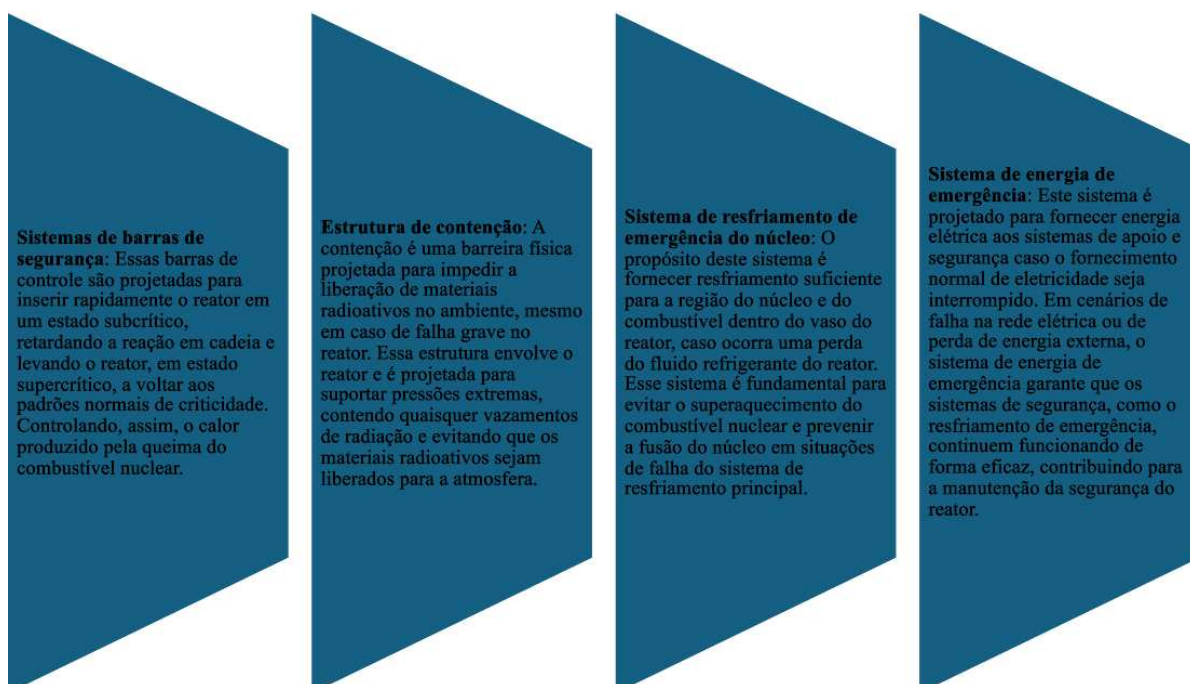 Sistemas de barras de
segurança: Essas barras de
controle são projetadas para
inserir rapidamente o reator em
um estado subcrítico,
retardando a reação em cadeia e
levando o reator, em estado
supercrítico, a voltar aos
padrões normais de criticidade.
Controlando, assim, o calor
produzido pela queima do
combustível nuclear.
Estrutura de contenção: A
contenção é uma barreira física
projetada para impedir a
liberação de materiais
radioativos no ambiente, mesmo
em caso de falha grave no
reator. Essa estrutura envolve o
reator e é projetada para
suportar pressões extremas,
contendo quaisquer vazamentos
de radiação e evitando que os
materiais radioativos sejam
liberados para a atmosfera.
Sistema de resfriamento de
emergência do núcleo: O
propósito deste sistema é
fornecer resfriamento suficiente
para a região do núcleo e do
combustível dentro do vaso do
reator, caso ocorra uma perda
do fluido refrigerante do reator.
Esse sistema é fundamental para
evitar o superaquecimento do
combustível nuclear e prevenir
a fusão do núcleo em situações
de falha do sistema de
resfriamento principal.
Sistema de energia de
emergência: Este sistema é
projetado para fornecer energia
elétrica aos sistemas de apoio e
segurança caso o fornecimento
normal de eletricidade seja
interrompido. Em cenários de
falha na rede elétrica ou de
perda de energia externa, o
sistema de energia de
emergência garante que os
sistemas de segurança, como o
resfriamento de emergência,
continuem funcionando de
forma eficaz, contribuindo para
a manutenção da segurança do
reator.